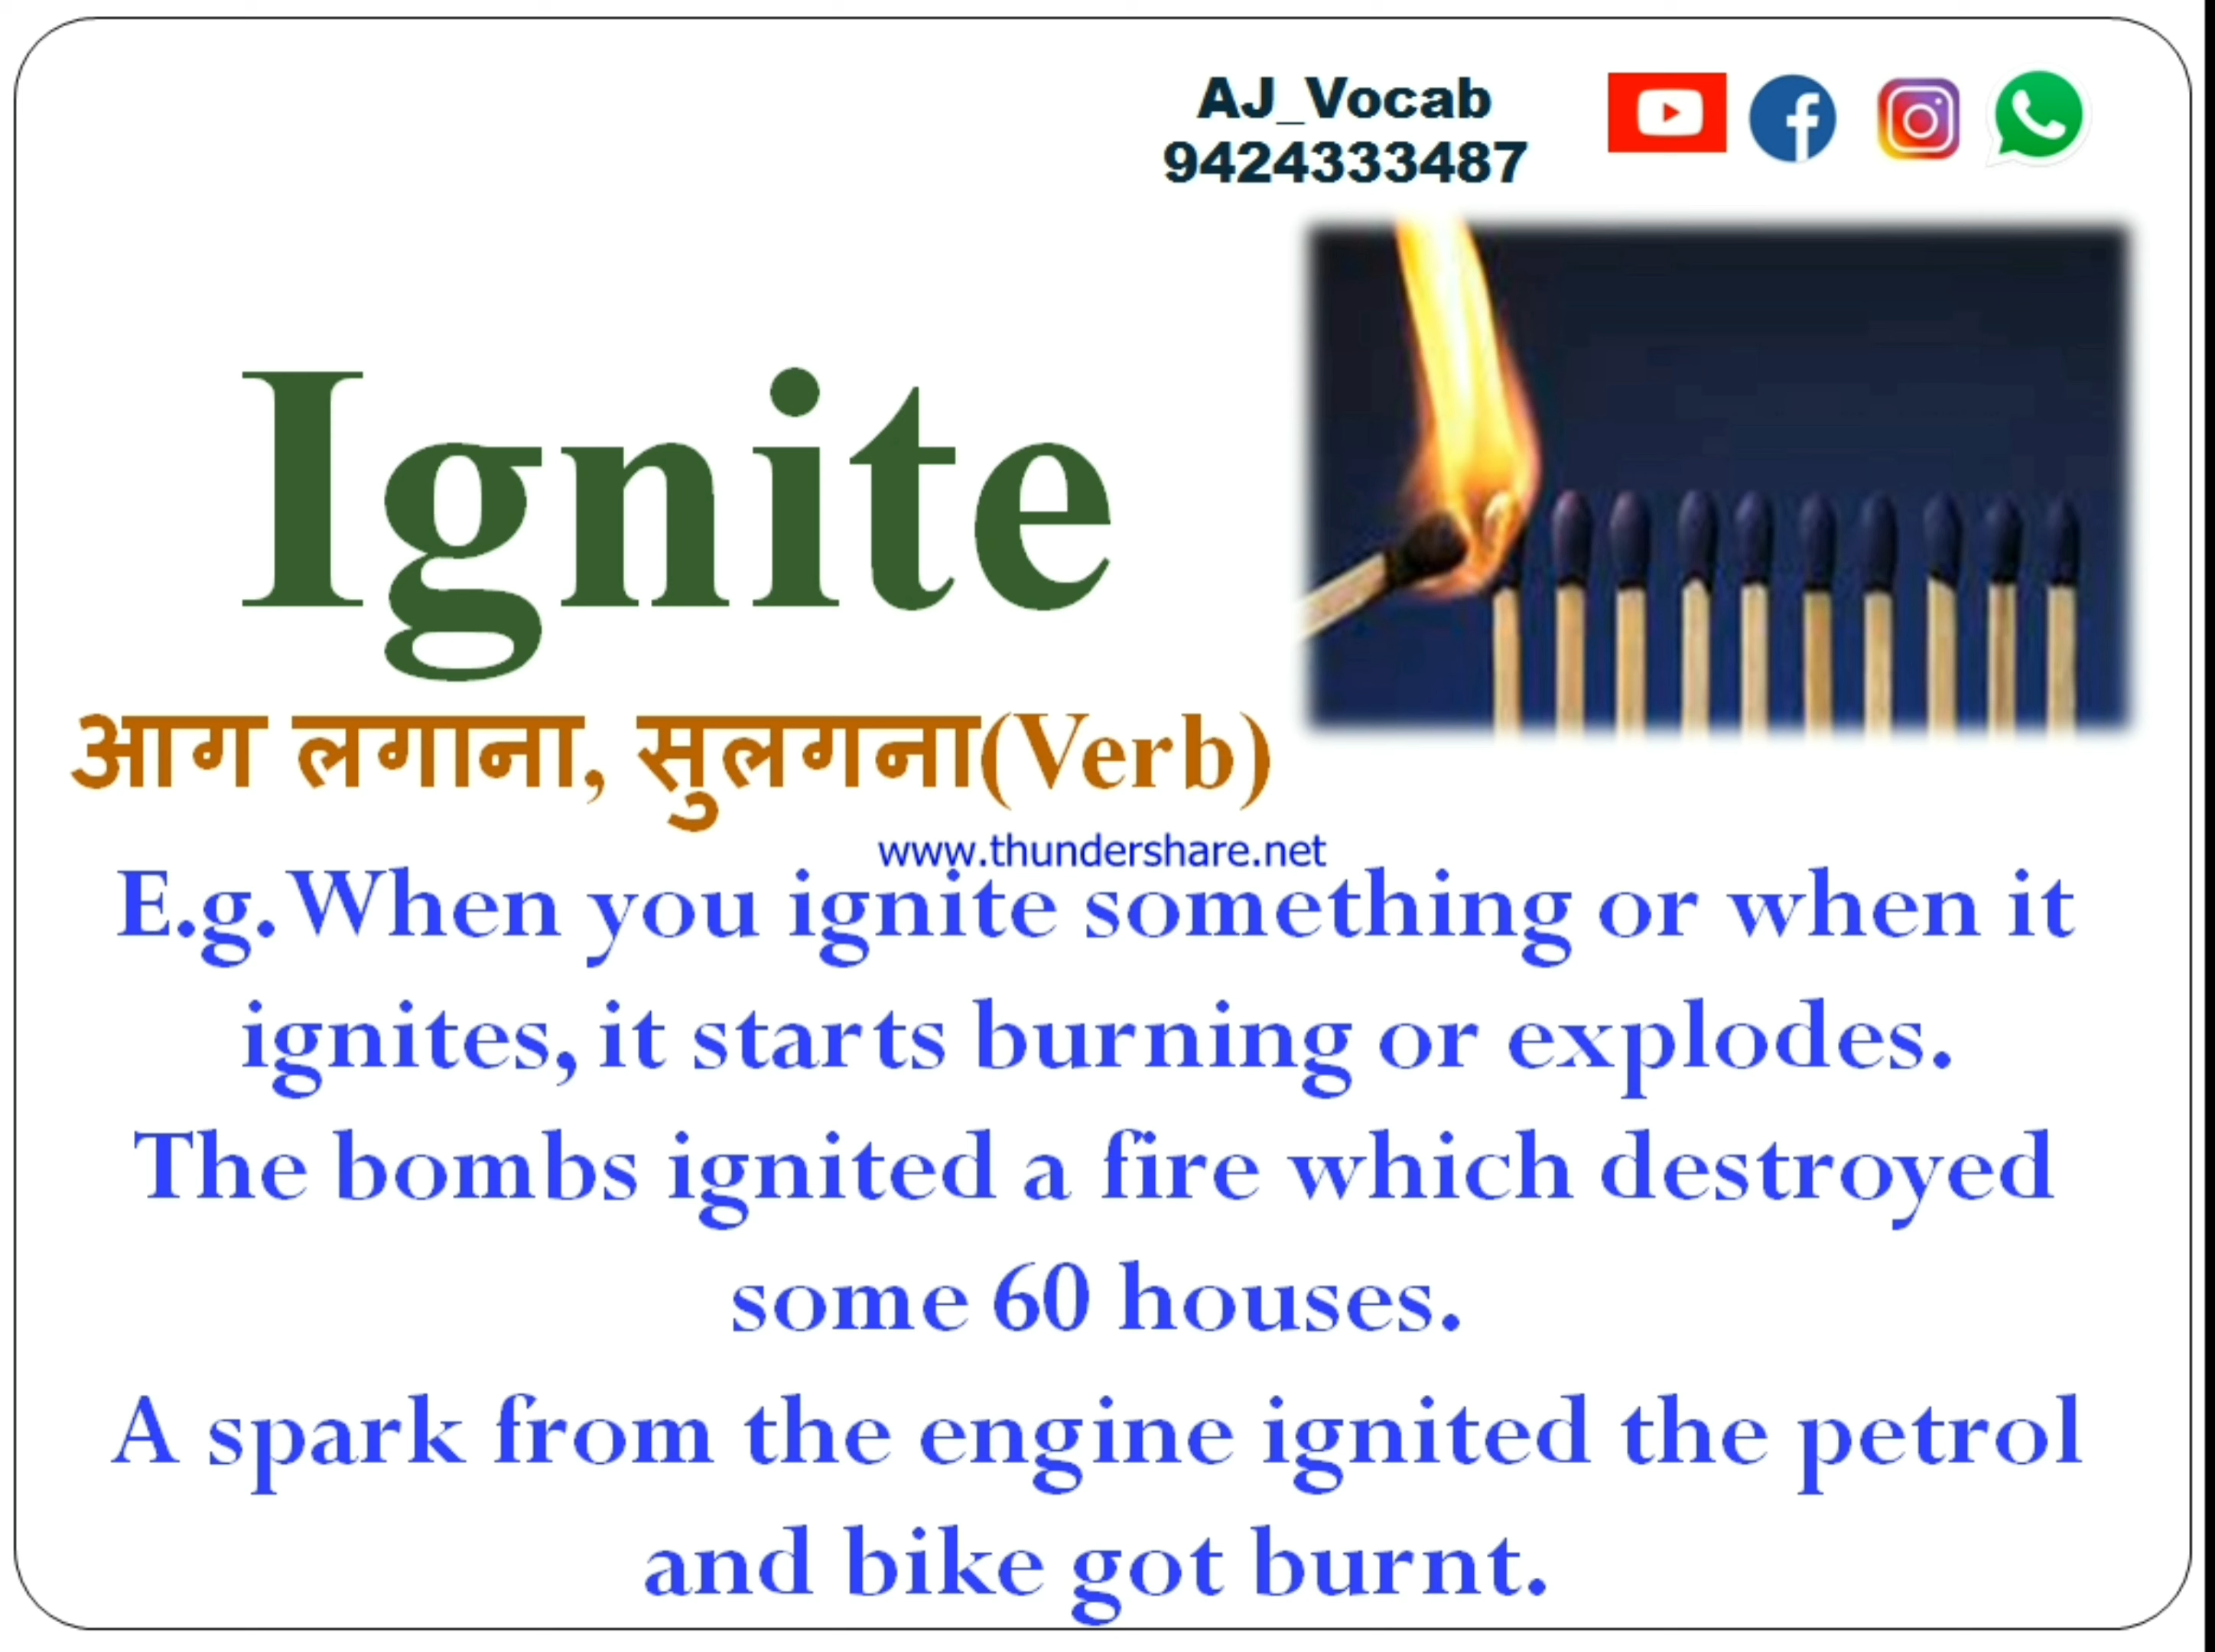 AJ_Vocab
9424333487
Ignite
आग लगाना, सुलगना(Verb)
www.thundershare.net
E.g. When you ignite something or when it
ignites, it starts burning or explodes.
The bombs ignited a fire which destroyed
some 60 houses.
A spark from the engine ignited the petrol
and bike got burnt.